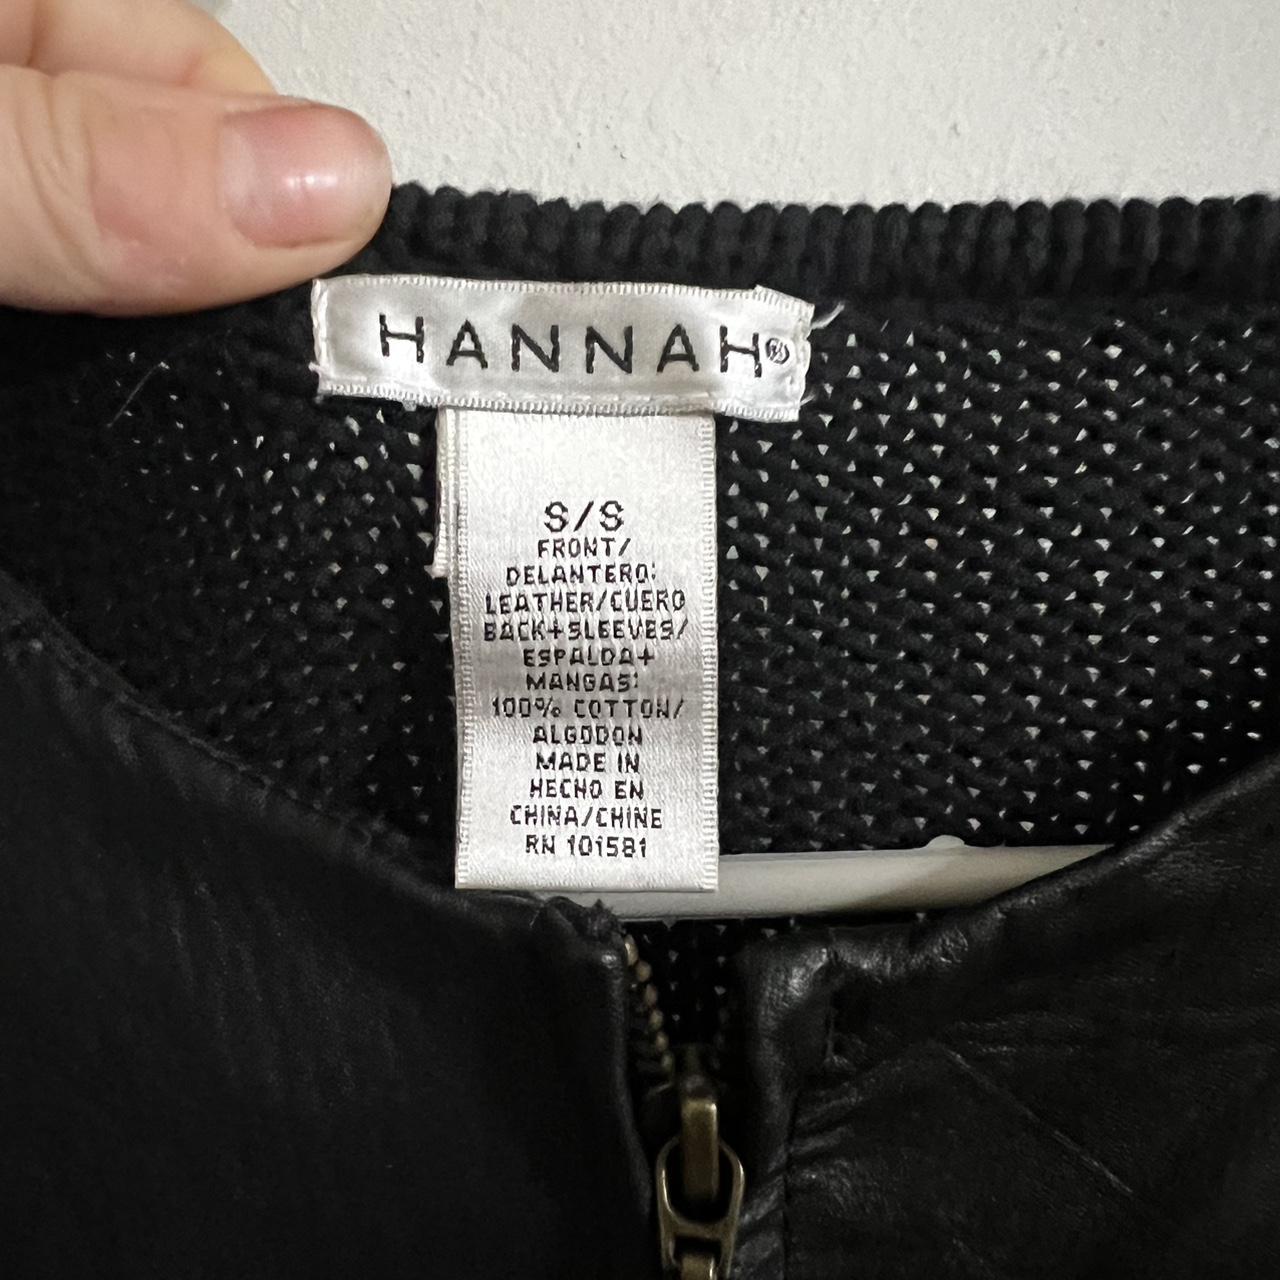 HANNAH®
S/S
FRONT/
DELANTERO:
LEATHER/CUERO
BACK+SLEEVES/
ESPALDA+
MANGAS:
100% COTTON/
ALGODON
MADE IN
HECHO EN
CHINA/CHINE
RN 101581